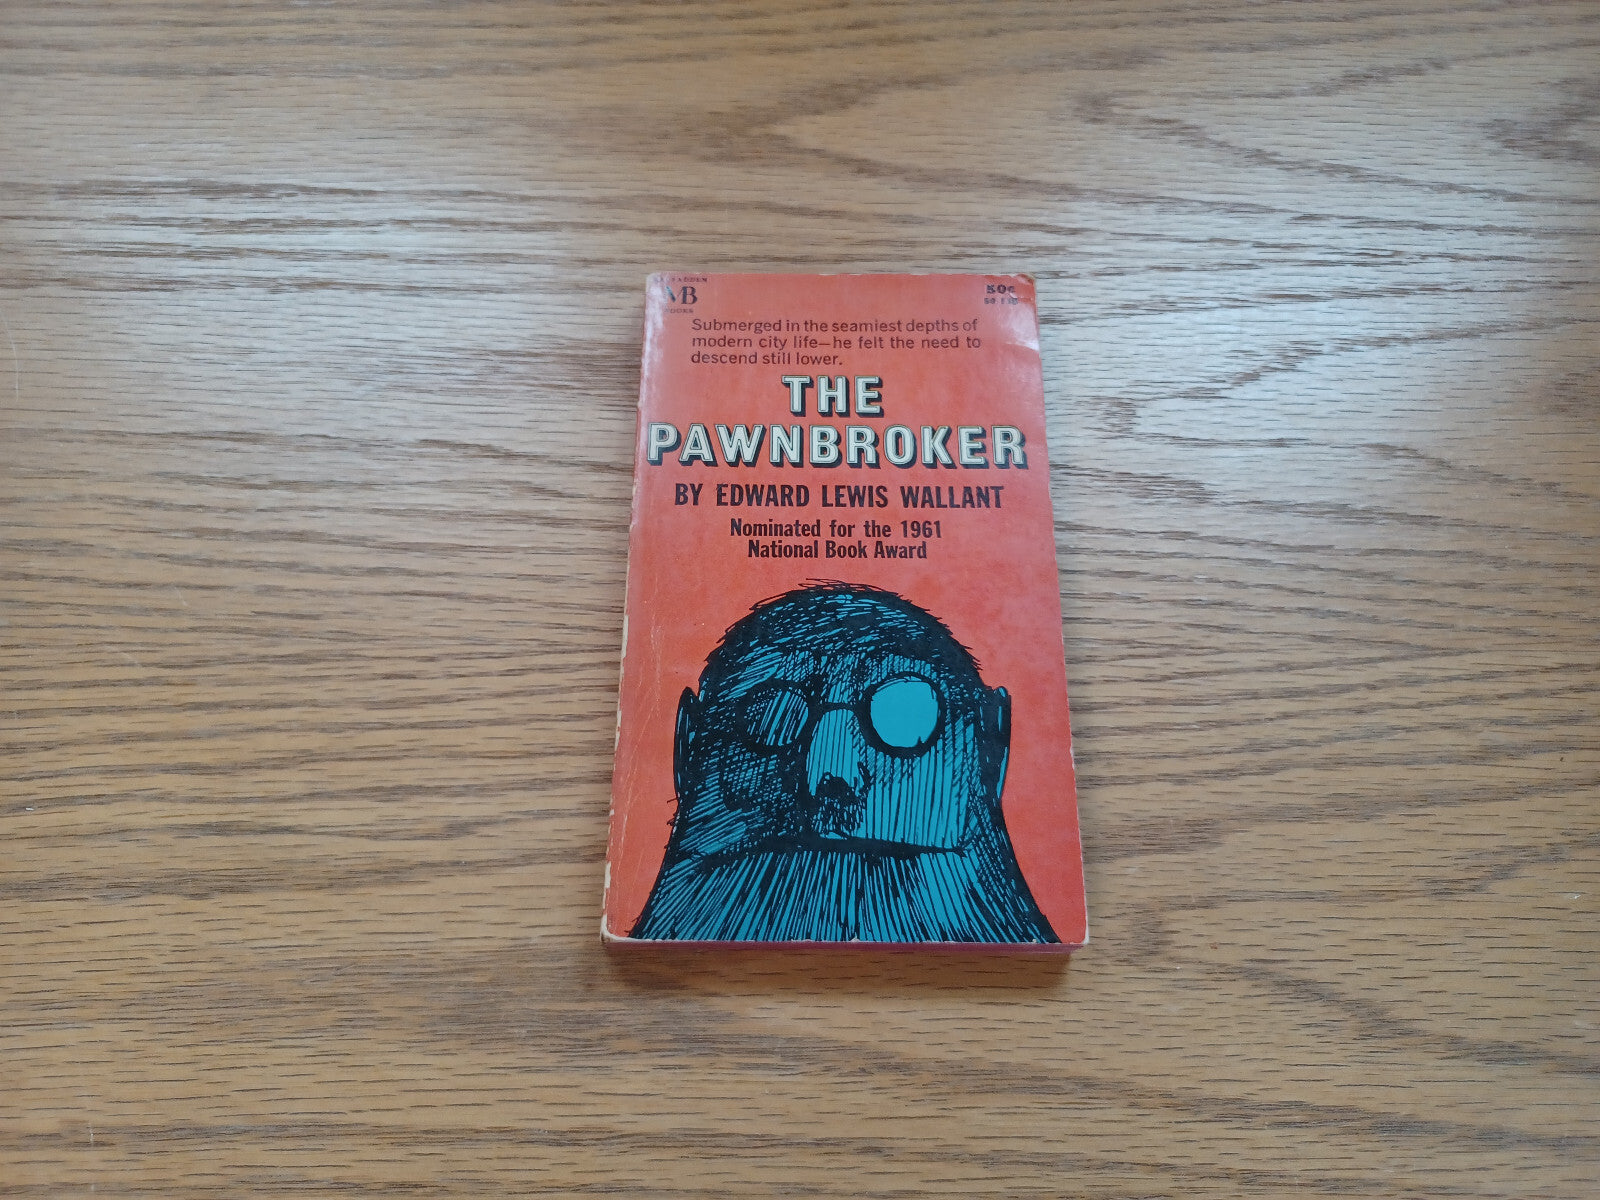 MB
BOOKS
50¢
Submerged in the seamiest depths of
modern city life—he felt the need to
descend still lower.
THE
PAWNBROKER
BY EDWARD LEWIS WALLANT
Nominated for the 1961
National Book Award